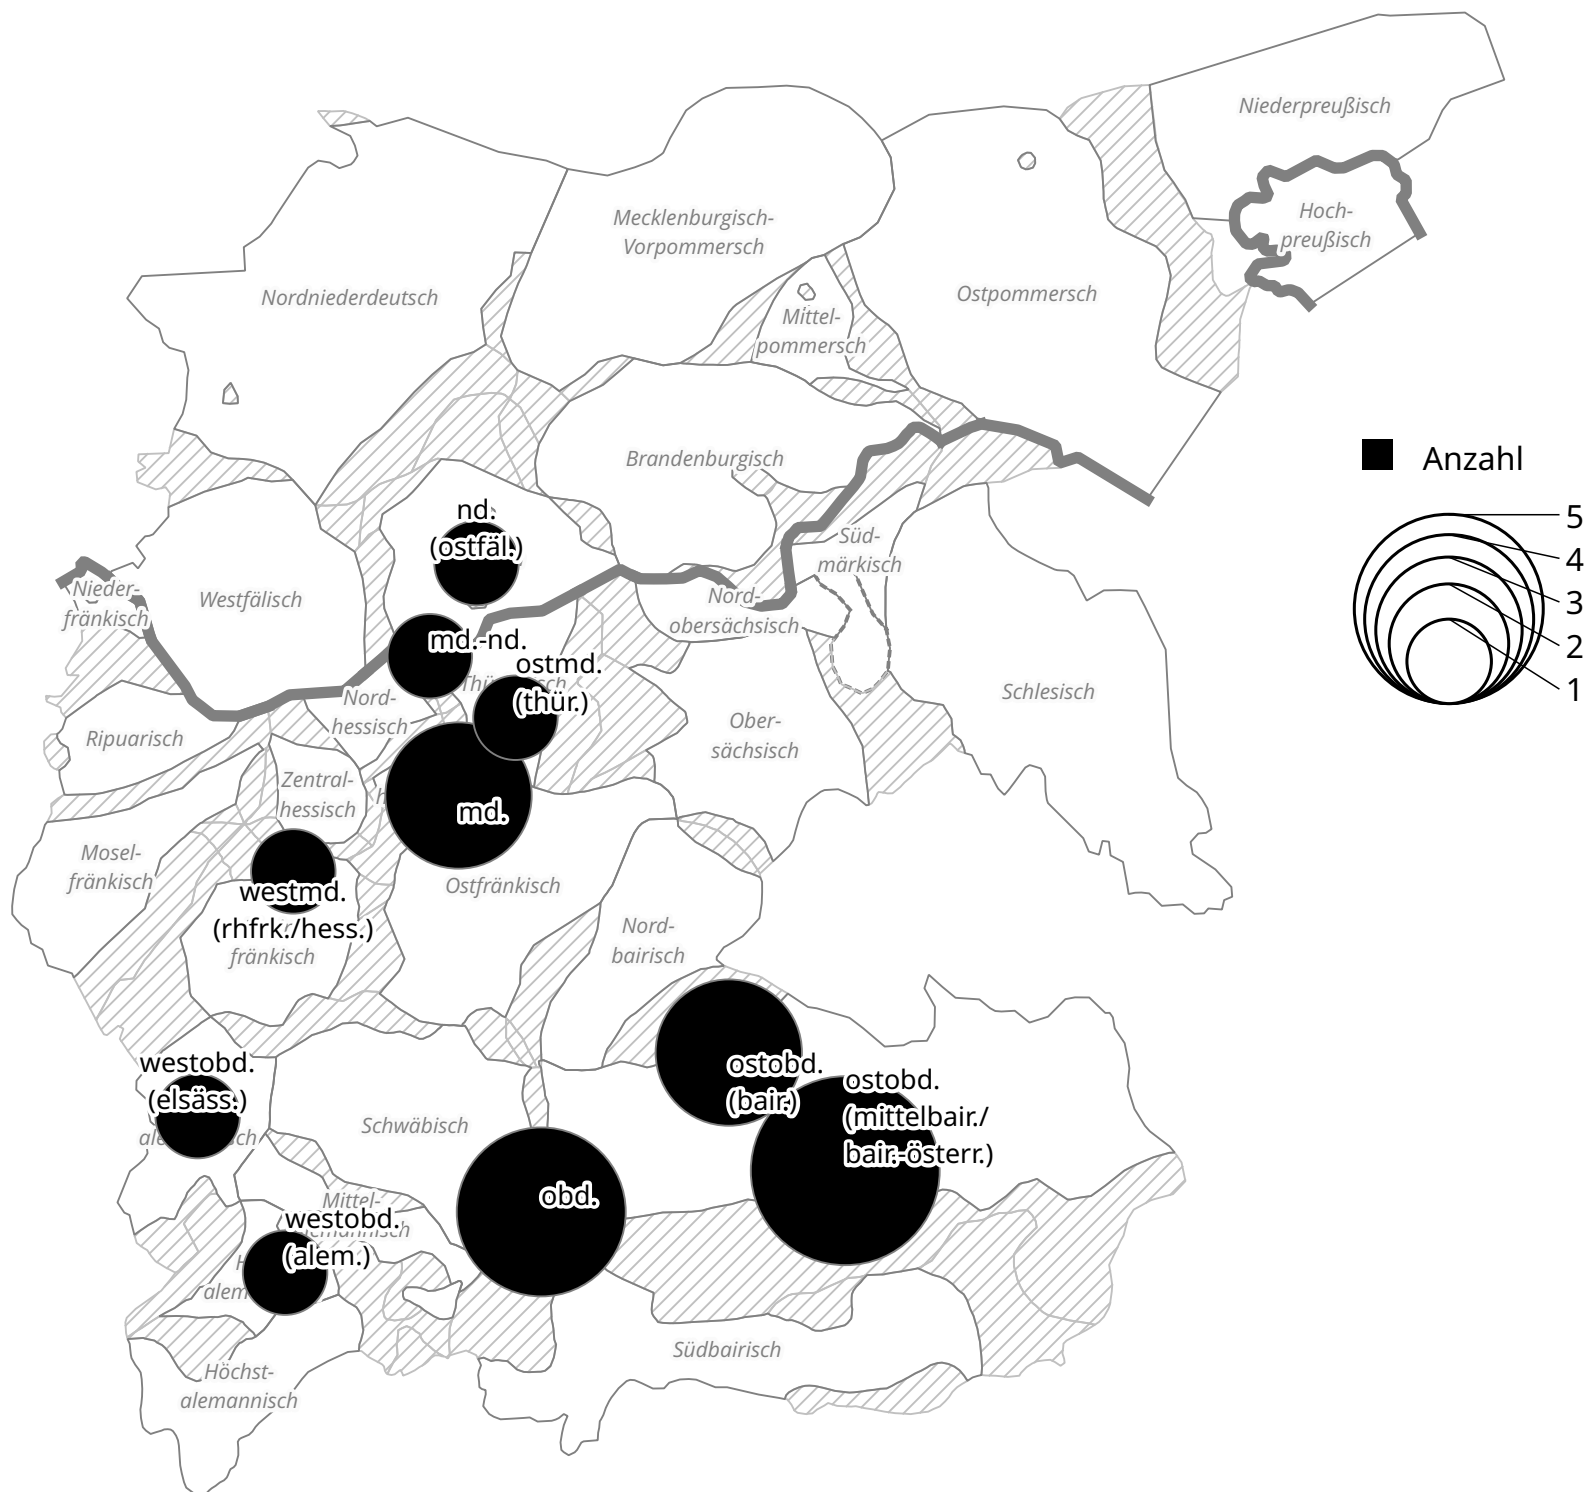 Niederpreußisch
Hoch-
preußisch
Mecklenburgisch-
Vorpommersch
Nordniederdeutsch
Ostpommersch
Mittel-
pommersch
Brandenburgisch
Anzahl
5
4
3
2
1
nd.
(ostfäl.)
Süd-
märkisch
Nieder-
fränkisch
Westfälisch
Nord-
obersächsisch
md.-nd.
ostmd.
(thür.)
Nord-
hessisch
Schlesisch
Ripuarisch
Ober-
sächsisch
Zentral-
hessisch
md.
Mosel-
fränkisch
Ostfränkisch
westmd.
(rhfrk./hess.)
fränkisch
Nord-
bairisch
westobd.
(elsäss.)
ostobd.
(bair.)
ostobd.
(mittelbair./
bair.-österr.)
Schwäbisch
obd.
Mittel-
westobd.
(alem.)
Südbairisch
Höchst-
alemannisch